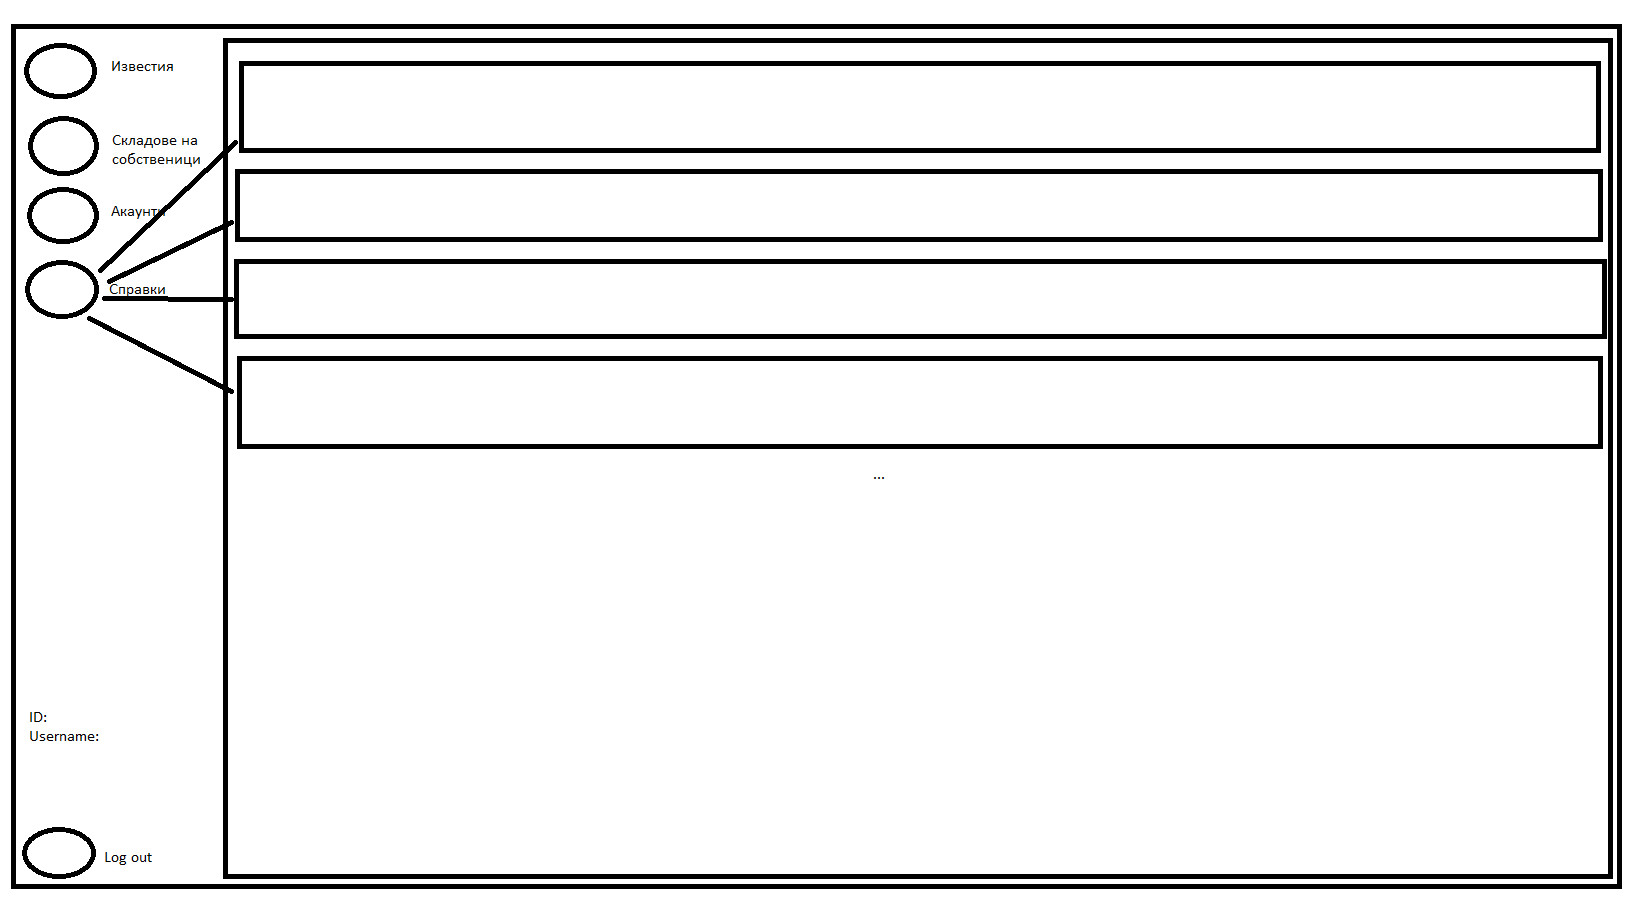 Известия
Складове на
собственици
Акаунти
Справки
...
ID:
Username:
Log out